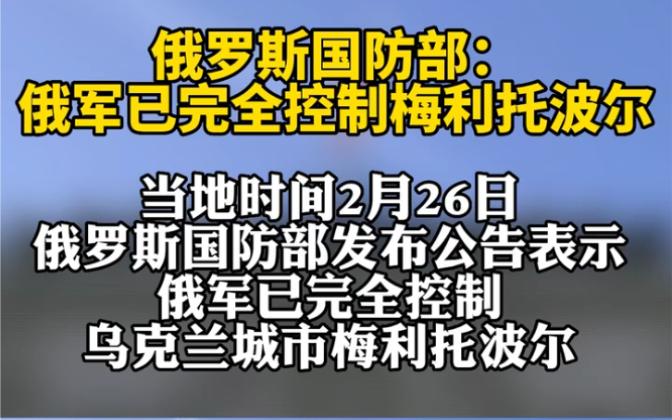 俄罗斯国防部：
俄军已完全控制梅利托波尔
当地时间2月26日
俄罗斯国防部发布公告表示
俄军已完全控制
乌克兰城市梅利托波尔